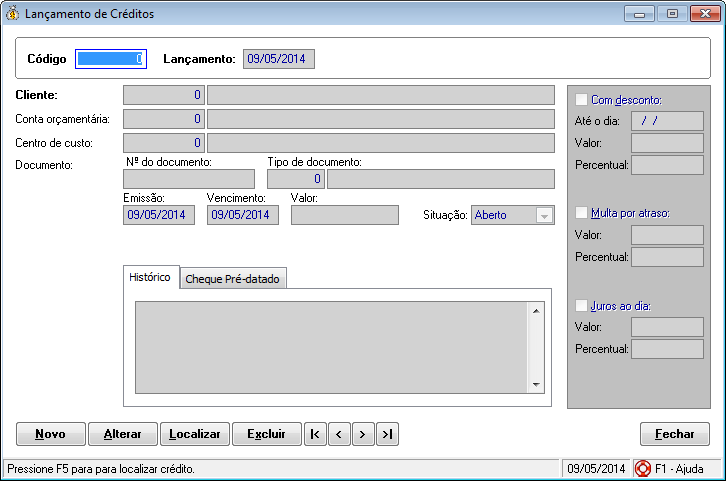 Lançamento de Créditos
Código 0 Lançamento: 09/05/2014
Cliente: 0
Conta orçamentária: 0
Centro de custo: 0
Documento: Nº do documento: Tipo de documento:
0
Emissão: Vencimento: Valor:
09/05/2014 09/05/2014 Situação: Aberto
Histórico Cheque Pré-datado
Com desconto:
Até o dia: / /
Valor:
Percentual:
Multa por atraso:
Valor:
Percentual:
Juros ao dia:
Valor:
Percentual:
Novo Alterar Localizar Excluir |< < > >| Fechar
Pressione F5 para para localizar crédito. 09/05/2014 F1 - Ajuda